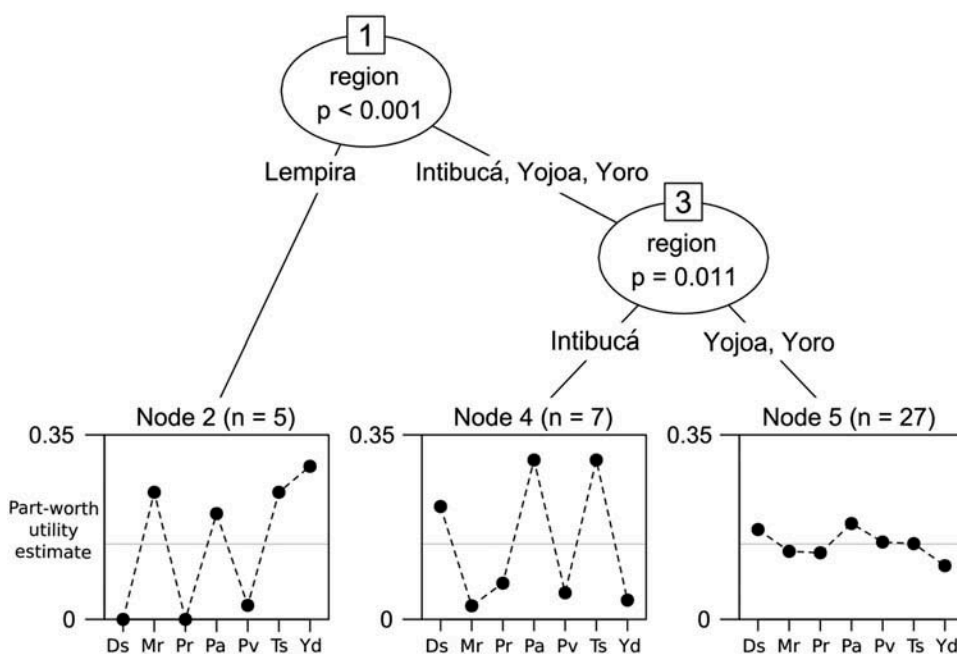 1
region
p < 0.001
Lempira
Intibucá, Yojoa, Yoro
3
region
p = 0.011
Intibucá
Yojoa, Yoro
Node 2 (n = 5)
Node 4 (n = 7)
Node 5 (n = 27)
0.35
0.35
0.35
Part-worth
utility
estimate
0
0
0
Ds Mr Pr Pa Pv Ts Yd
Ds Mr Pr Pa Pv Ts Yd
Ds Mr Pr Pa Pv Ts Yd